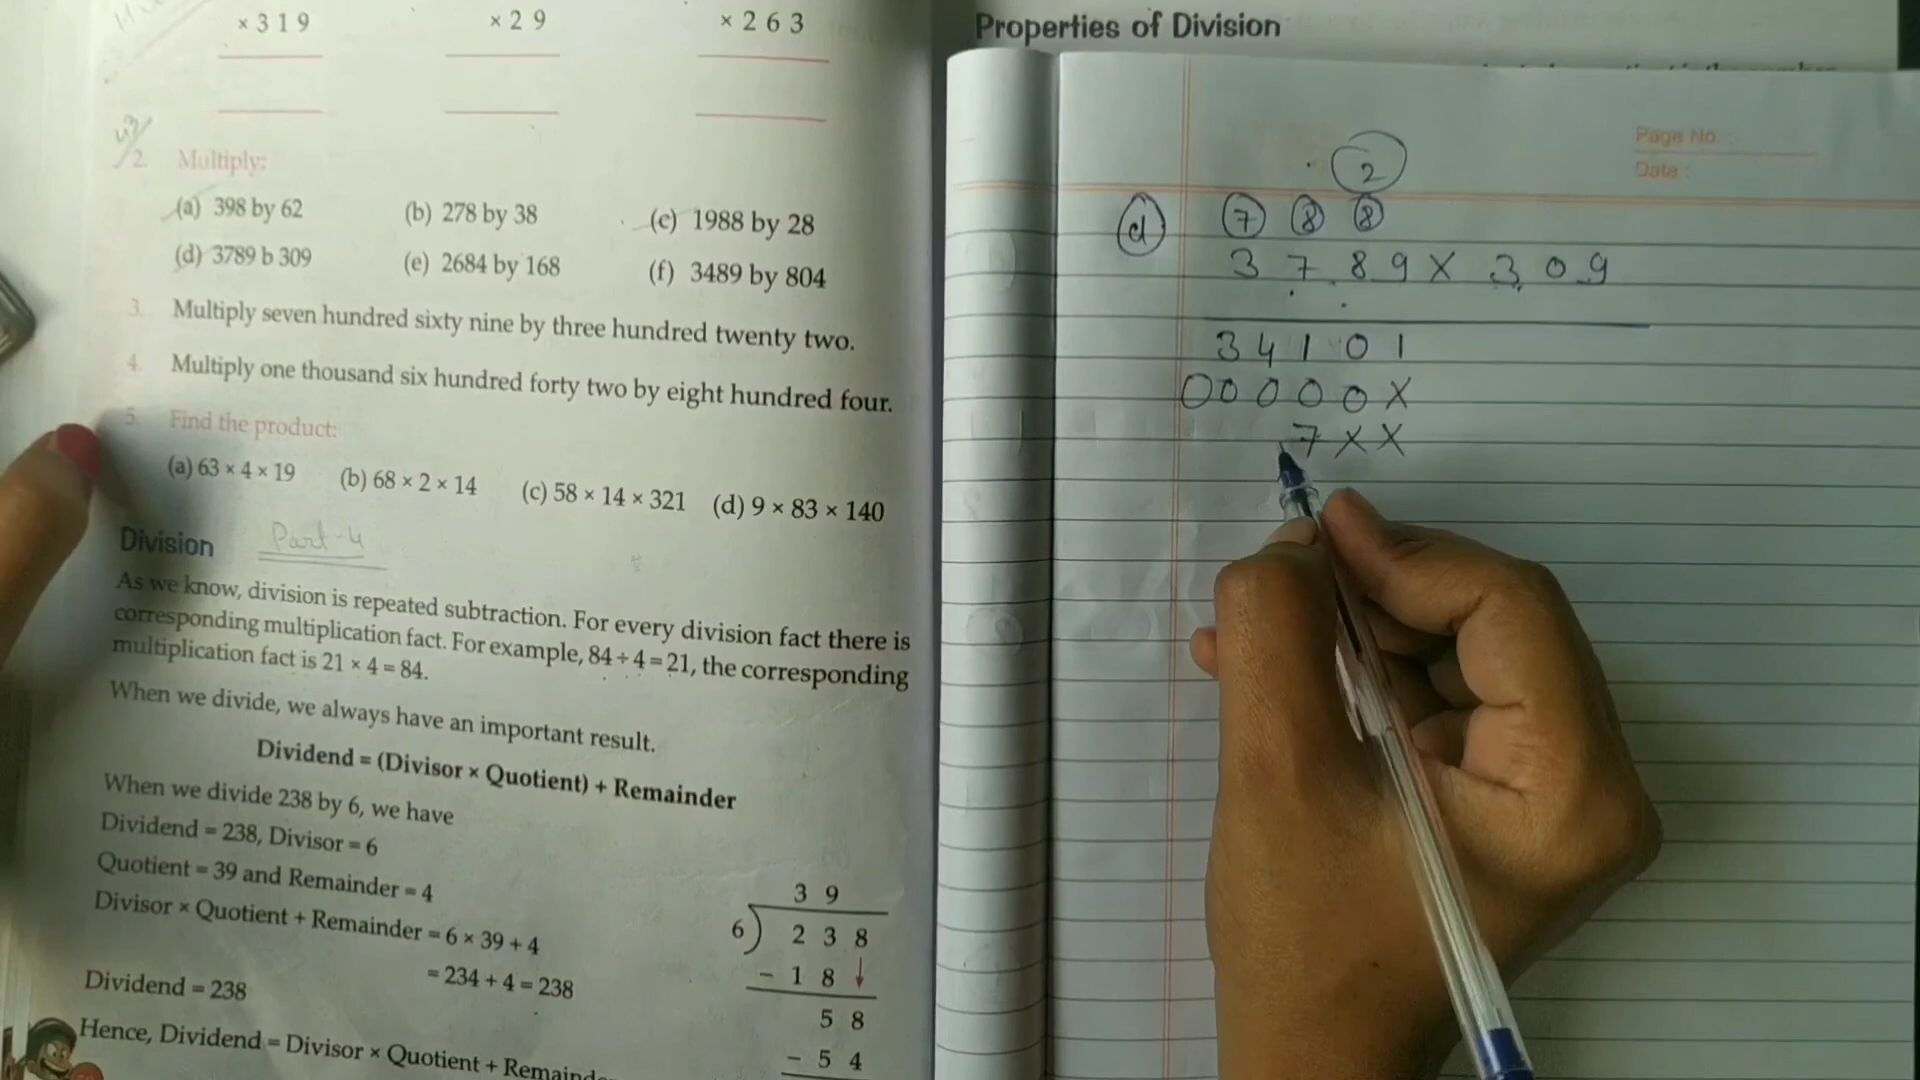 × 3 1 9
× 2 9
× 2 6 3
2. Multiply:
(a) 398 by 62 (b) 278 by 38 (c) 1988 by 28
(d) 3789 b 309 (e) 2684 by 168 (f) 3489 by 804
3. Multiply seven hundred sixty nine by three hundred twenty two.
4. Multiply one thousand six hundred forty two by eight hundred four.
5. Find the product:
(a) 63 × 4 × 19 (b) 68 × 2 × 14 (c) 58 × 14 × 321 (d) 9 × 83 × 140
Division Part-4
As we know, division is repeated subtraction. For every division fact there is
corresponding multiplication fact. For example, 84 ÷ 4 = 21, the corresponding
multiplication fact is 21 × 4 = 84.
When we divide, we always have an important result.
Dividend = (Divisor × Quotient) + Remainder
When we divide 238 by 6, we have
Dividend = 238, Divisor = 6
Quotient = 39 and Remainder = 4
Divisor × Quotient + Remainder = 6 × 39 + 4
= 234 + 4 = 238
Dividend = 238
Hence, Dividend = Divisor × Quotient +
3 9
6) 2 3 8
- 1 8 ↓
5 8
- 5 4
Properties of Division
Page No.
Date :
2
(d) 7 8 8
3 7 8 9 X 3 0 9
3 4 1 0 1
0 0 0 0 0 X
7 X X